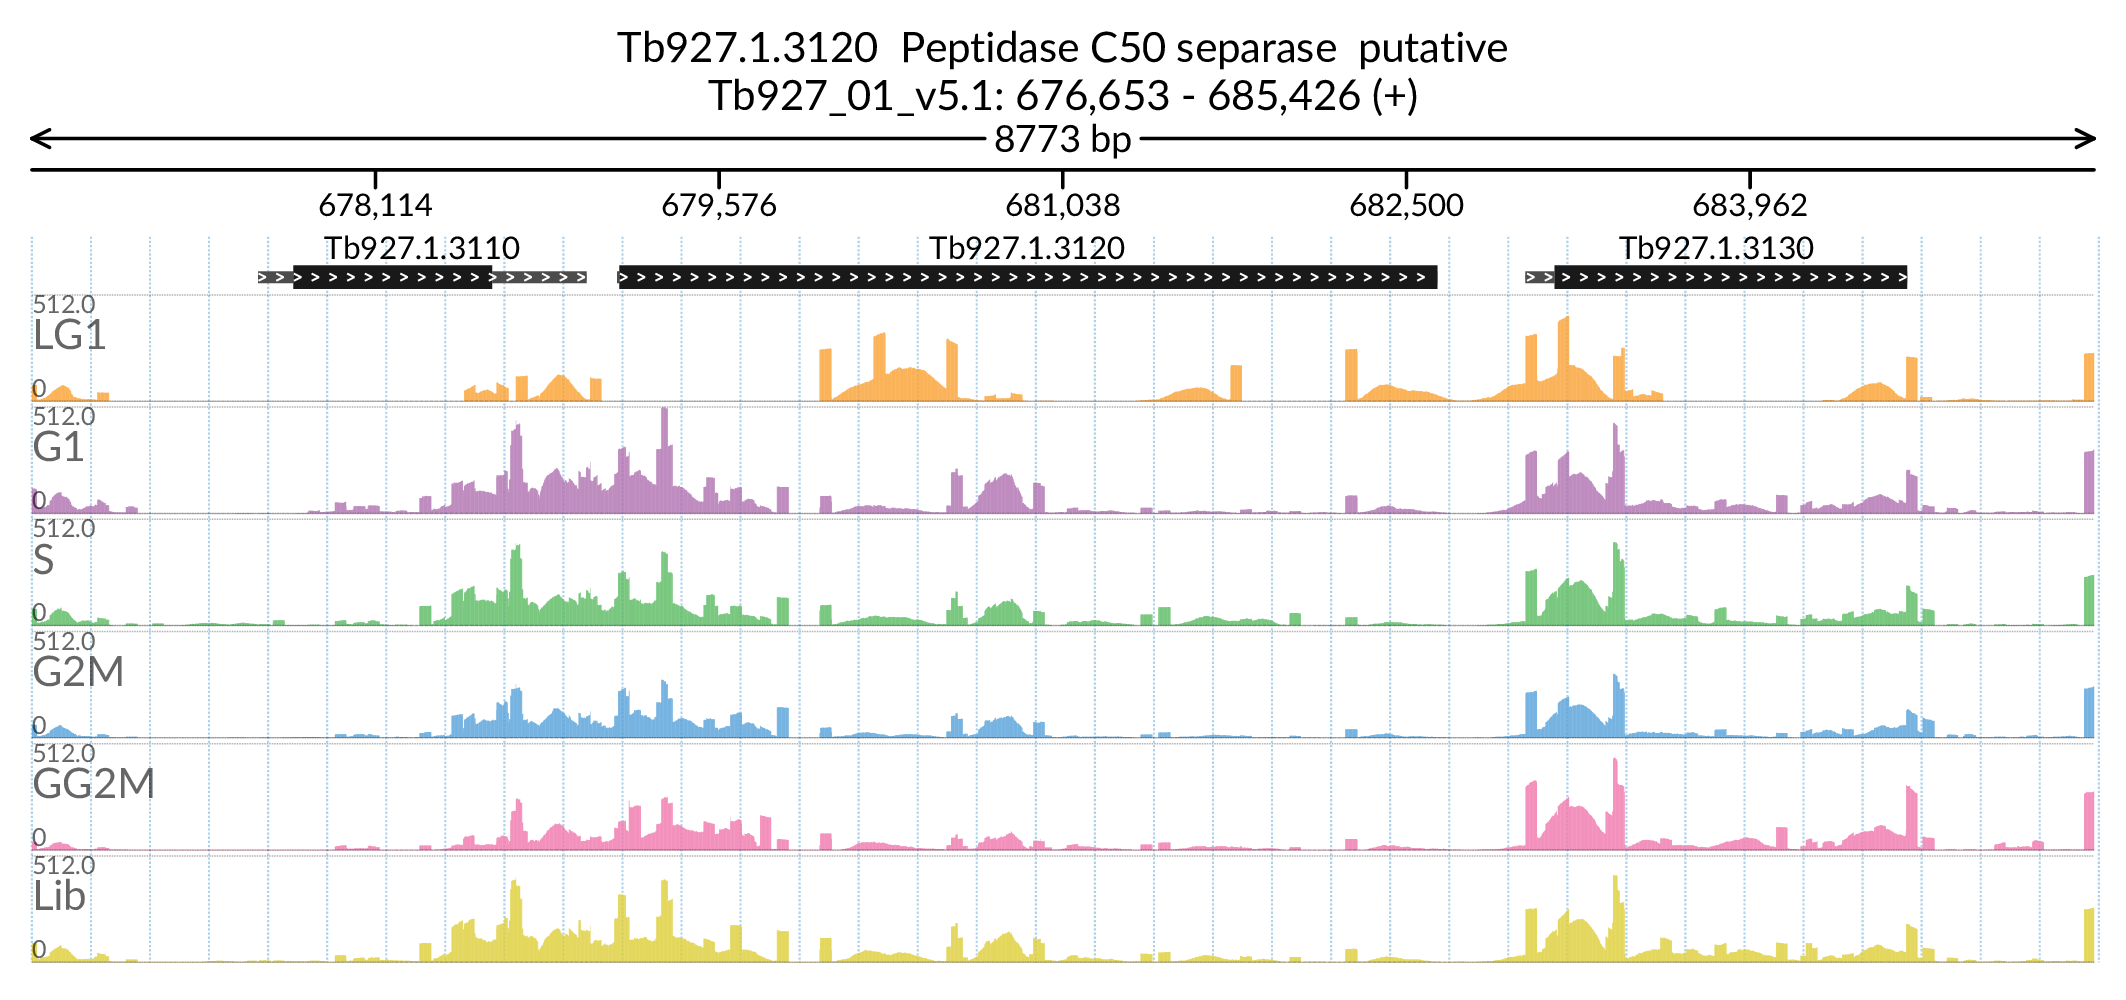 Tb927.1.3120  Peptidase C50 separase  putative
Tb927_01_v5.1: 676,653 - 685,426 (+)
8773 bp
678,114 679,576 681,038 682,500 683,962
Tb927.1.3110 Tb927.1.3120 Tb927.1.3130
512.0
LG1
0
512.0
G1
0
512.0
S
0
512.0
G2M
0
512.0
GG2M
0
512.0
Lib
0